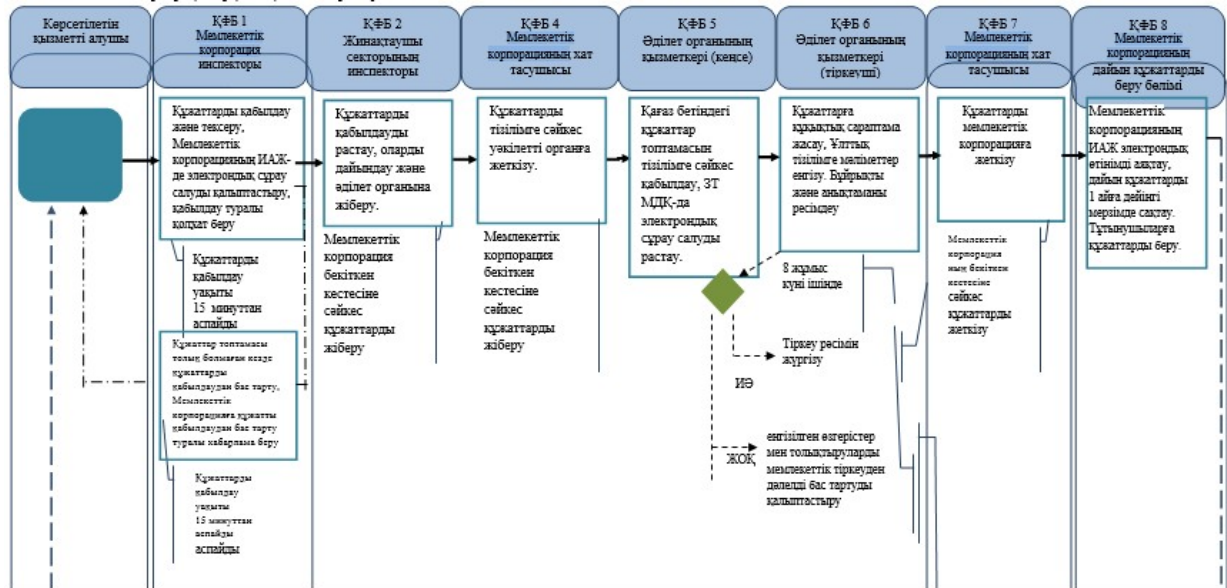 Көрсетілетін
қызметті алушы
ҚФБ 1
Мемлекеттік
корпорация
инспекторы
ҚФБ 2
Жинақтаушы
секторының
инспекторы
ҚФБ 4
Мемлекеттік
корпорацияның хат
тасушысы
ҚФБ 5
Әділет органының
қызметкері (кеңсе)
ҚФБ 6
Әділет органының
қызметкері
(тіркеуші)
ҚФБ 7
Мемлекеттік
корпорацияның хат
тасушысы
ҚФБ 8
Мемлекеттік
корпорацияның
дайын құжаттарды
беру бөлімі
Құжаттарды қабылдау
және тексеру,
Мемлекеттік
корпорацияның ИАЖ-
де электрондық сұрау
салуды қалыптастыру,
қабылдау туралы
қолхат беру
Құжаттарды
қабылдауды
растау, оларды
дайындау және
әділет органына
жіберу.
Құжаттарды
тізілімге сәйкес
уәкілетті органға
жеткізу.
Қағаз бетіндегі
құжаттар
топтамасын
тізілімге сәйкес
қабылдау, ЗТ
МДҚ-да
электрондық
сұрау салуды
растау.
Құжаттарға
құқықтық сараптама
жасау, Ұлттық
тізілімге мәліметтер
енгізу. Бұйрықты
және анықтаманы
ресімдеу
Құжаттарды
мемлекеттік
корпорацияға
жеткізу
Мемлекеттік
корпорацияның
ИАЖ электрондық
өтінімді аяқтау,
дайын құжаттарды
1 айға дейінгі
мерзімде сақтау.
Тұтынушыларға
құжаттарды беру.
Құжаттарды
қабылдау
уақыты
15 минуттан
аспайды
Мемлекеттік
корпорация
бекіткен
кестесіне
сәйкес
құжаттарды
жіберу
Мемлекеттік
корпорация
бекіткен
кестесіне
сәйкес
құжаттарды
жіберу
8 жұмыс
күні ішінде
Мемлекеттік
корпорация
ның бекіткен
кестесіне
сәйкес
құжаттарды
жеткізу
Құжаттар топтамасы
толық болмаған кезде
құжаттарды
қабылдаудан бас тарту,
Мемлекеттік
корпорацияға құжатты
қабылдаудан бас тарту
туралы хабарлама беру
Тіркеу рәсімін
жүргізу
ИӘ
ЖОҚ
енгізілген өзгерістер
мен толықтыруларды
мемлекеттік тіркеуден
дәлелді бас тартуды
қалыптастыру
Құжаттарды
қабылдау
уақыты
15 минуттан
аспайды
аспайды